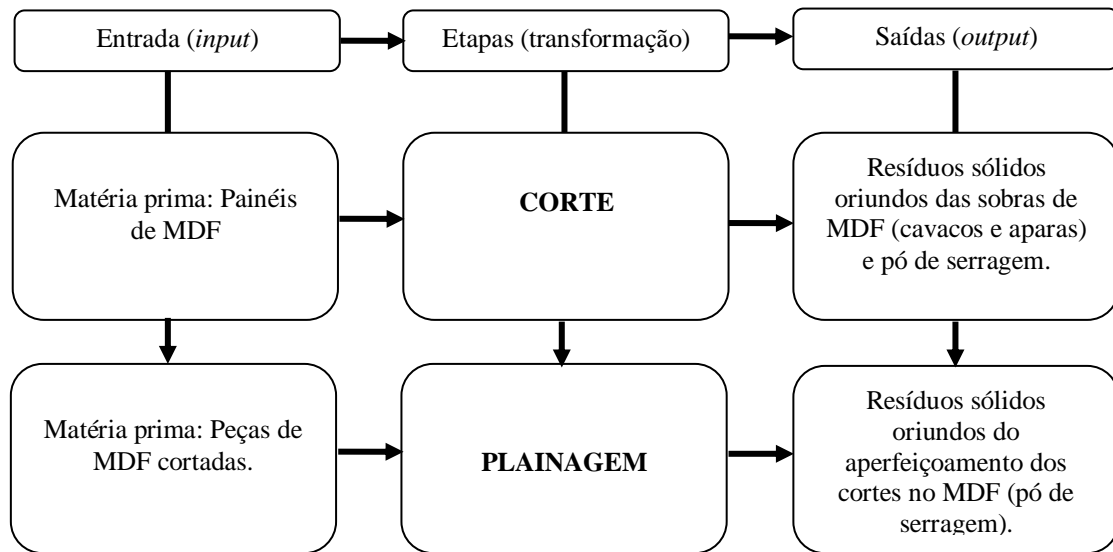 Entrada (input)
Etapas (transformação)
Saídas (output)
Matéria prima: Painéis
de MDF
CORTE
Resíduos sólidos
oriundos das sobras de
MDF (cavacos e aparas)
e pó de serragem.
Matéria prima: Peças de
MDF cortadas.
PLAINAGEM
Resíduos sólidos
oriundos do
aperfeiçoamento dos
cortes no MDF (pó de
serragem).